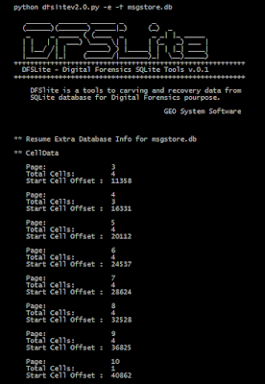 python dfslitev2.0.py -e -f msgstore.db
DFSLite
DFSLite - Digital Forensics SQLite Tools v.0.1
DFSLite is a tools to carving and recovery data from
SQLite database for Digital Forensics pourpose.
GEO System Software
** Resume Extra Database Info for msgstore.db
** CellData
Page: 3
Total Cells: 4
Start Cell Offset : 11358
Page: 4
Total Cells: 3
Start Cell Offset : 16331
Page: 5
Total Cells: 4
Start Cell Offset : 20112
Page: 6
Total Cells: 4
Start Cell Offset : 24537
Page: 7
Total Cells: 4
Start Cell Offset : 28624
Page: 8
Total Cells: 4
Start Cell Offset : 32528
Page: 9
Total Cells: 4
Start Cell Offset : 36825
Page: 10
Total Cells: 1
Start Cell Offset : 40862